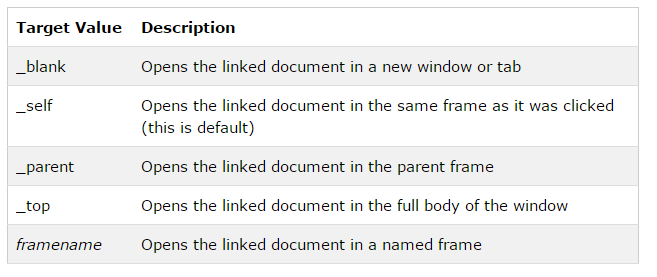 Target Value Description
_blank Opens the linked document in a new window or tab
_self Opens the linked document in the same frame as it was clicked
(this is default)
_parent Opens the linked document in the parent frame
_top Opens the linked document in the full body of the window
framename Opens the linked document in a named frame